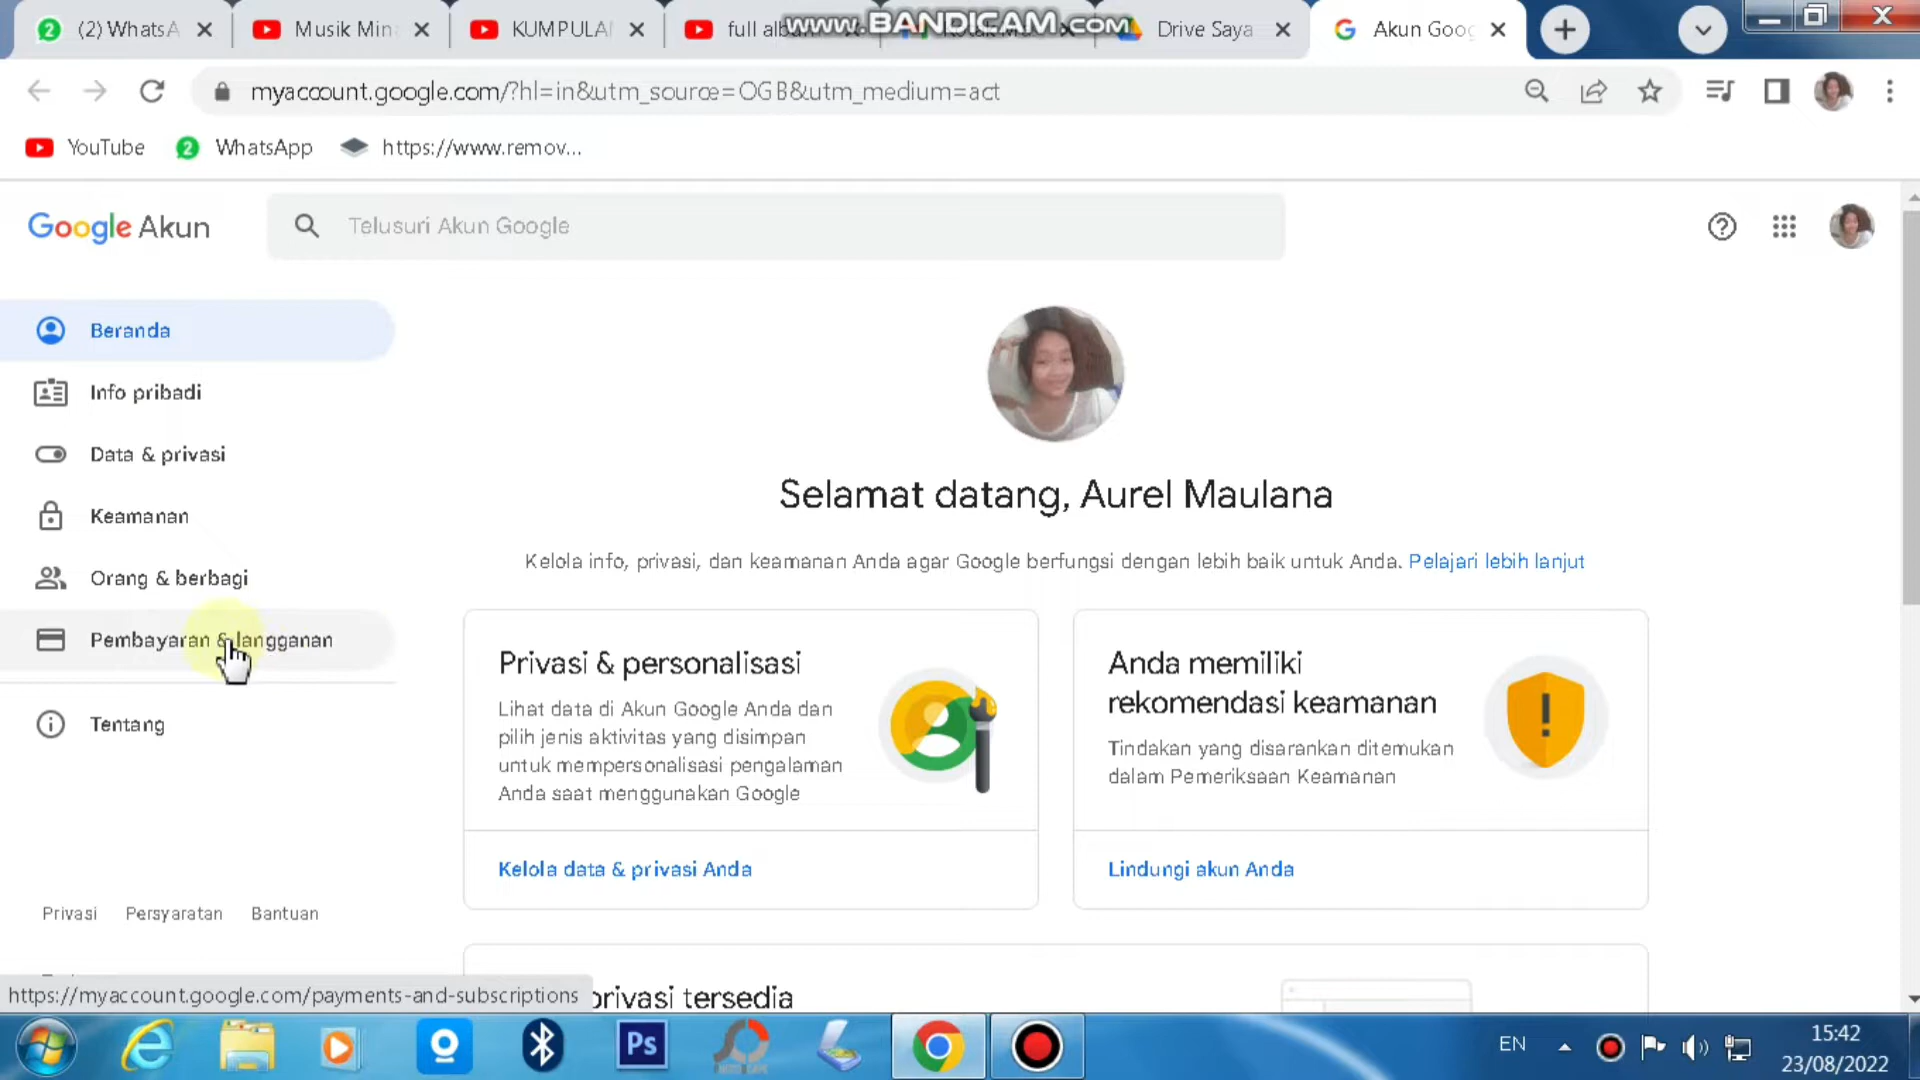 (2) WhatsA
Musik Min
KUMPULA
full alb
www.BANDICAM.com
Drive Saya
Akun Goog
myaccount.google.com/?hl=in&utm_source=OGB&utm_medium=act
YouTube
2
WhatsApp
https://www.remov...
Google Akun
Telusuri Akun Google
Beranda
Info pribadi
Data & privasi
Keamanan
Orang & berbagi
Pembayaran & langganan
Tentang
Selamat datang, Aurel Maulana
Kelola info, privasi, dan keamanan Anda agar Google berfungsi dengan lebih baik untuk Anda. Pelajari lebih lanjut
Privasi & personalisasi
Lihat data di Akun Google Anda dan
pilih jenis aktivitas yang disimpan
untuk mempersonalisasi pengalaman
Anda saat menggunakan Google
Kelola data & privasi Anda
Anda memiliki
rekomendasi keamanan
Tindakan yang disarankan ditemukan
dalam Pemeriksaan Keamanan
Lindungi akun Anda
Privasi Persyaratan Bantuan
privasi tersedia
https://myaccount.google.com/payments-and-subscriptions
Ps
EN
15:42
23/08/2022